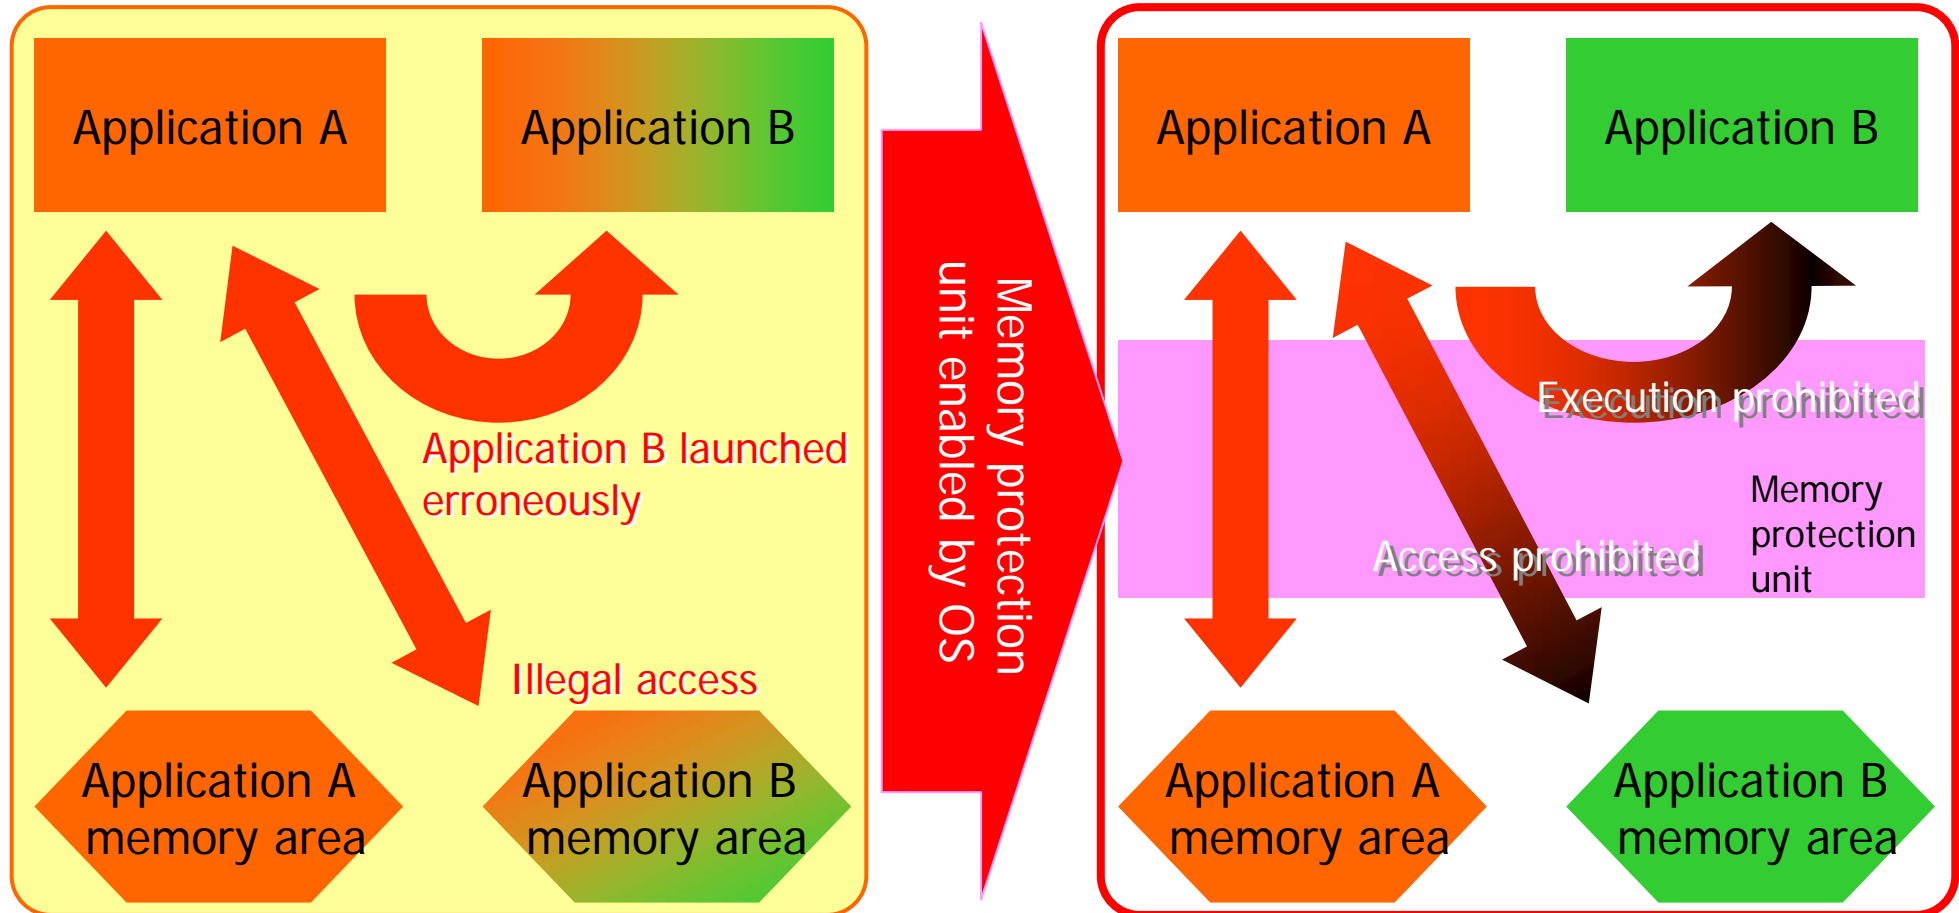 Application A
Application B
Application B launched
erroneously
Illegal access
Application A
memory area
Application B
memory area
Memory protection
unit enabled by OS
Application A
Application B
Execution prohibited
Memory
protection
unit
Access prohibited
Application A
memory area
Application B
memory area